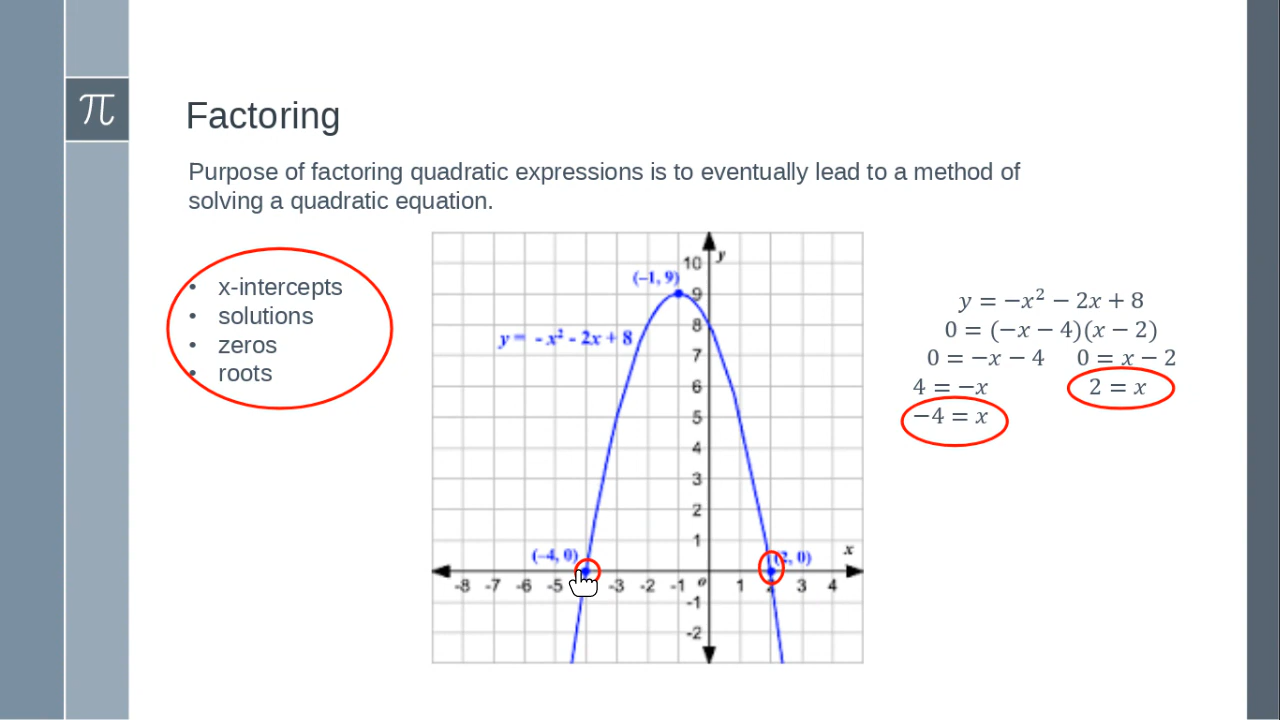 π
Factoring
Purpose of factoring quadratic expressions is to eventually lead to a method of
solving a quadratic equation.
• x-intercepts
• solutions
• zeros
• roots
y
10
(–1, 9)
9
8
y = - x² - 2x + 8
7
6
5
4
3
2
1
(–4, 0)
(2, 0)
x
-8 -7 -6 -5 -3 -2 -1 o 1 2 3 4
-1
-2
y = −x² − 2x + 8
0 = (−x − 4)(x − 2)
0 = −x − 4 0 = x − 2
4 = −x 2 = x
−4 = x